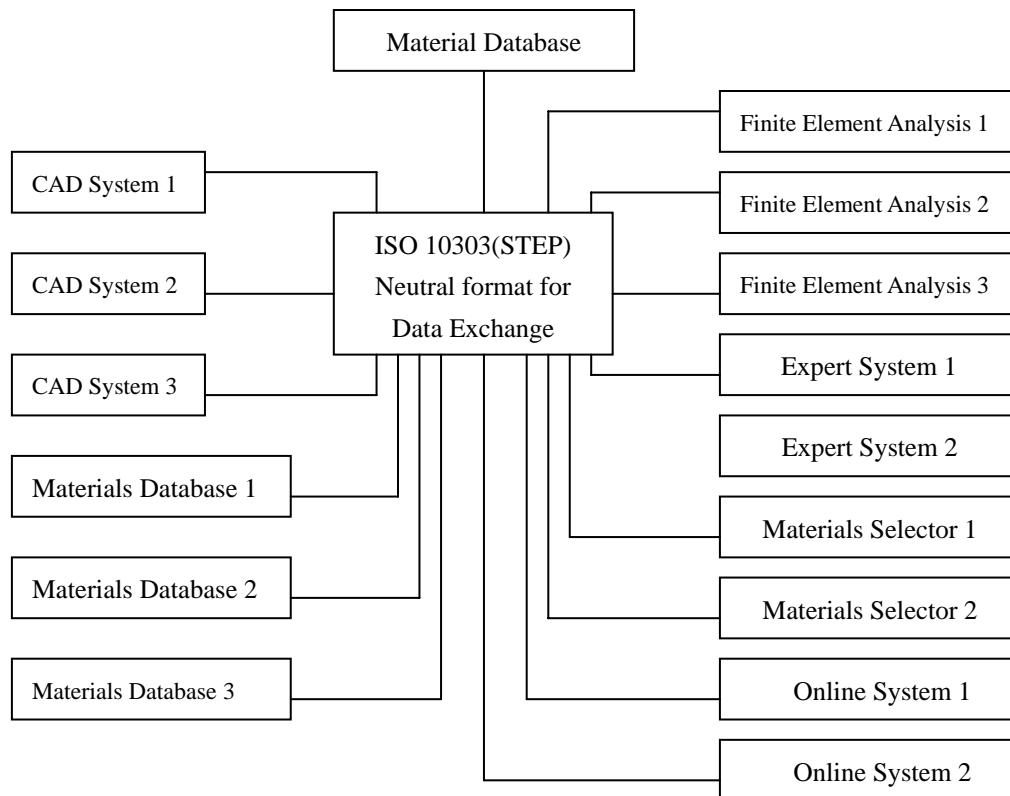 Material Database
Finite Element Analysis 1
CAD System 1
Finite Element Analysis 2
ISO 10303(STEP)
Neutral format for
Data Exchange
CAD System 2
Finite Element Analysis 3
CAD System 3
Expert System 1
Expert System 2
Materials Database 1
Materials Selector 1
Materials Database 2
Materials Selector 2
Materials Database 3
Online System 1
Online System 2